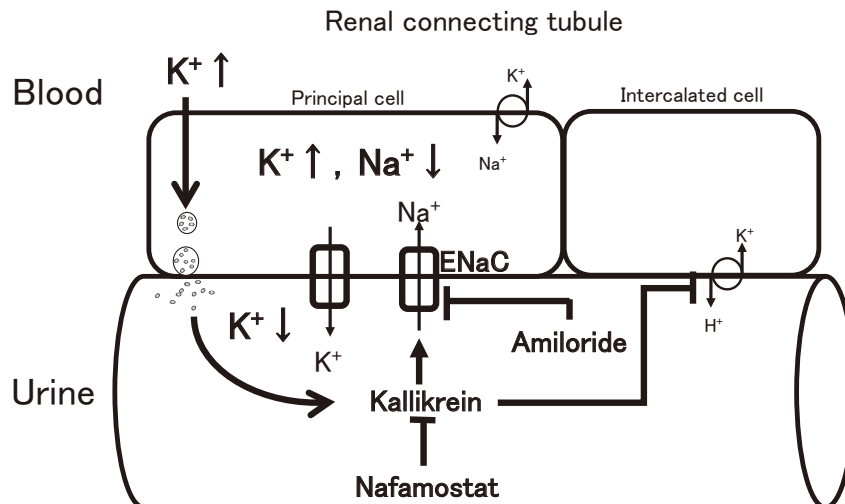 Renal connecting tubule
K⁺ ↑
Blood
Principal cell
K⁺
Intercalated cell
K⁺ ↑ , Na⁺ ↓
Na⁺
Na⁺
ENaC
K⁺
K⁺ ↓
K⁺
H⁺
Amiloride
Urine
Kallikrein
Nafamostat